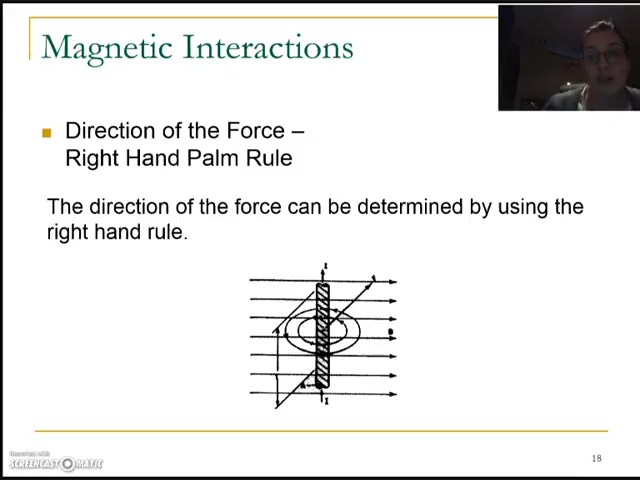 Magnetic Interactions
Direction of the Force –
Right Hand Palm Rule
The direction of the force can be determined by using the
right hand rule.
I
B
I
18
SCREENCAST MATIC